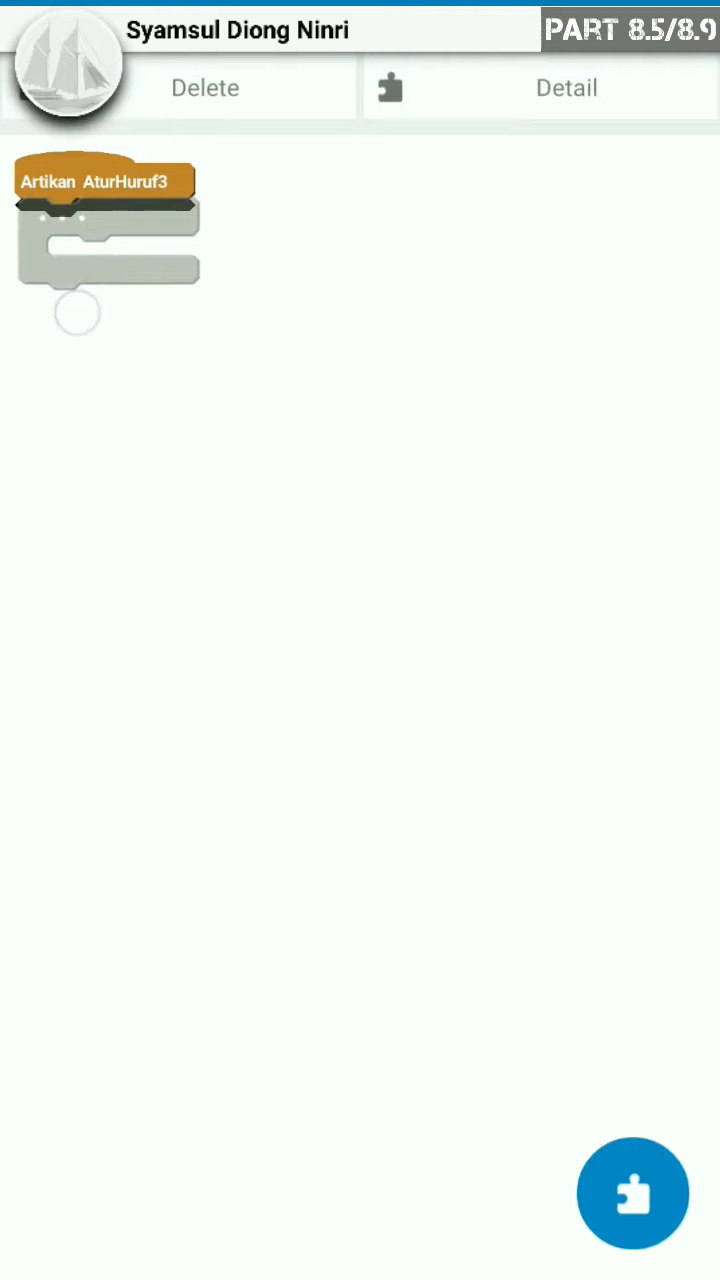 Syamsul Diong Ninri
PART 8.5/8.9
Delete
Detail
Artikan AturHuruf3